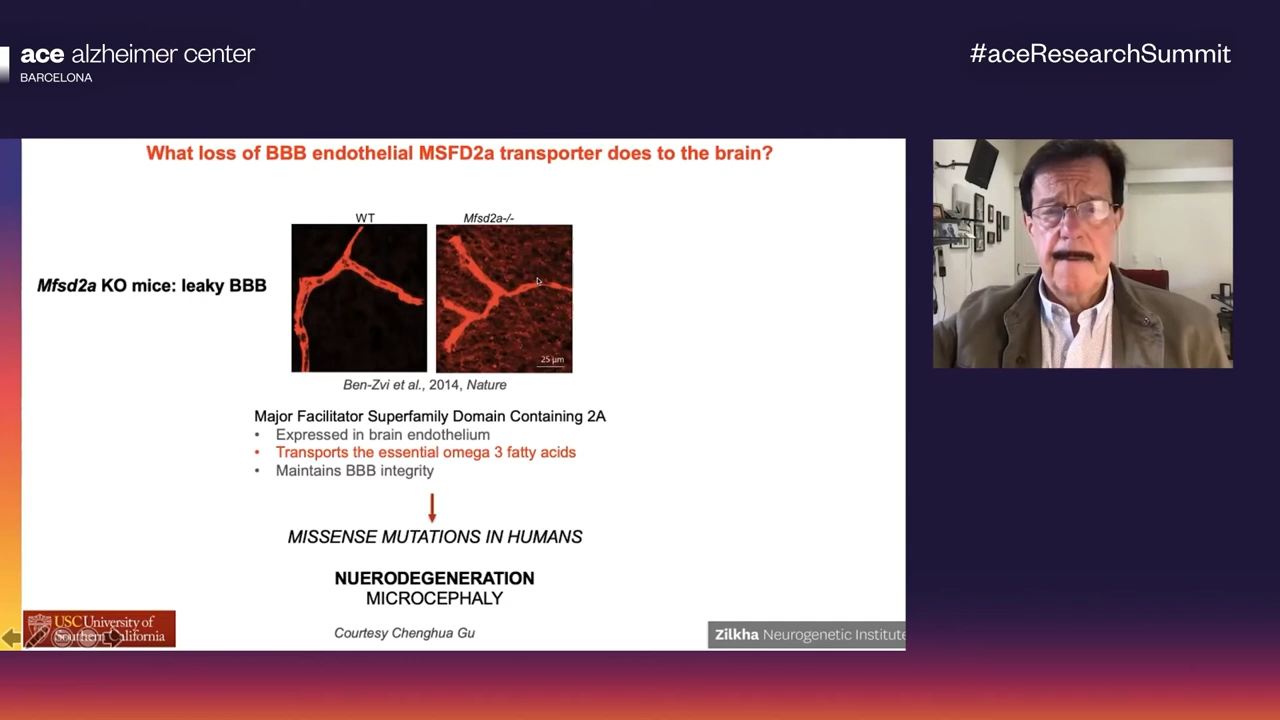 ace alzheimer center
BARCELONA
#aceResearchSummit
What loss of BBB endothelial MSFD2a transporter does to the brain?
WT
Mfsd2a-/-
Mfsd2a KO mice: leaky BBB
25 µm
Ben-Zvi et al., 2014, Nature
Major Facilitator Superfamily Domain Containing 2A
• Expressed in brain endothelium
• Transports the essential omega 3 fatty acids
• Maintains BBB integrity
MISSENSE MUTATIONS IN HUMANS
NUERODEGENERATION
MICROCEPHALY
Courtesy Chenghua Gu
USC University of
Southern California
Zilkha Neurogenetic Institute